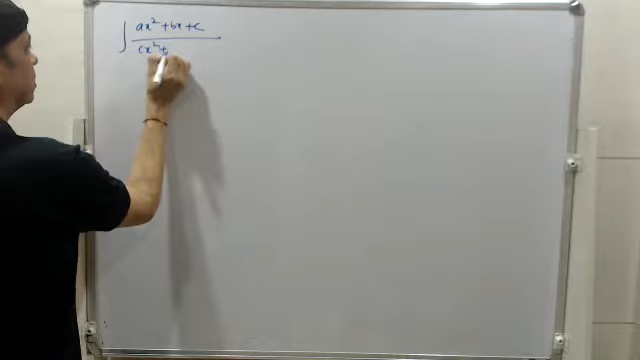 ∫ ax² + bx + c
cx² +